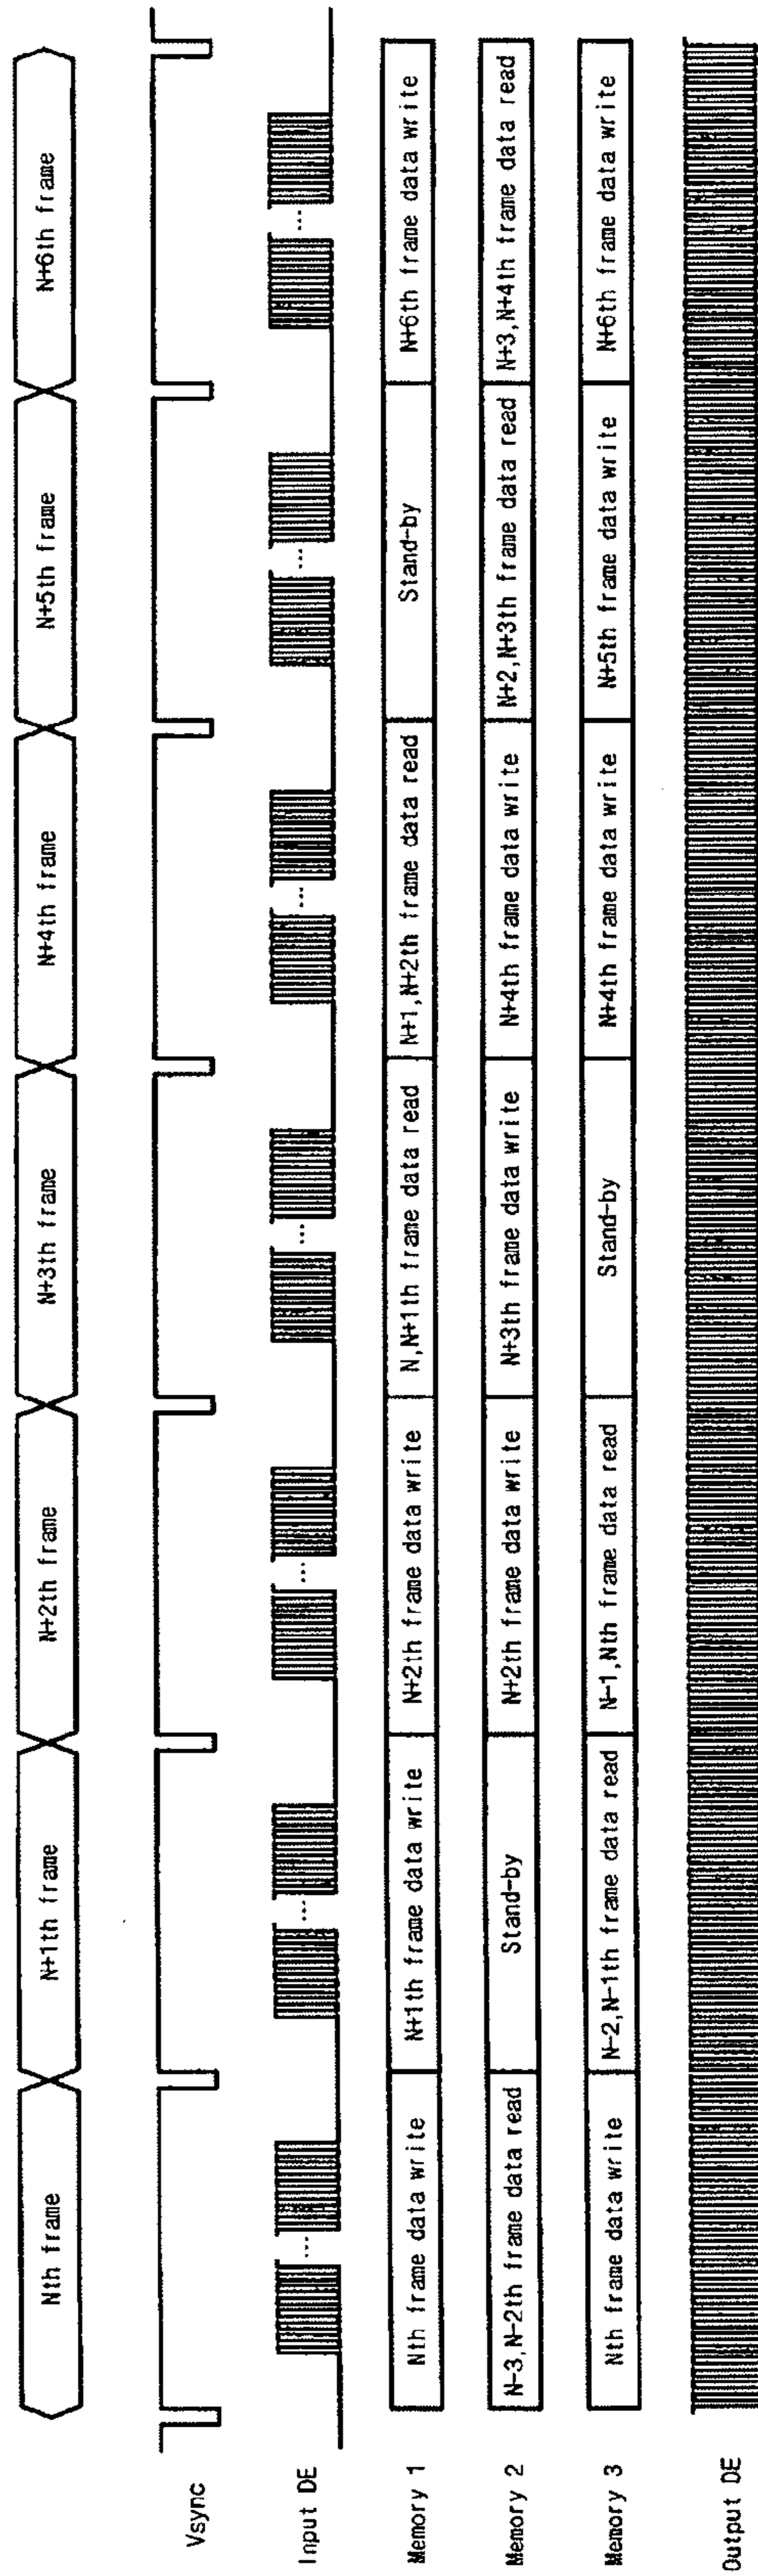 Nth frame N+1th frame N+2th frame N+3th frame N+4th frame N+5th frame N+6th frame
Vsync
Input DE ... ... ... ... ... ... ... 
Memory 1 Nth frame data write N+1th frame data write N+2th frame data write N,N+1th frame data read N+1,N+2th frame data read Stand-by N+6th frame data write
Memory 2 N-3,N-2th frame data read Stand-by N+2th frame data write N+3th frame data write N+4th frame data write N+2,N+3th frame data read N+3,N+4th frame data read
Memory 3 Nth frame data write N-2,N-1th frame data read N-1,Nth frame data read Stand-by N+4th frame data write N+5th frame data write N+6th frame data write
Output DE